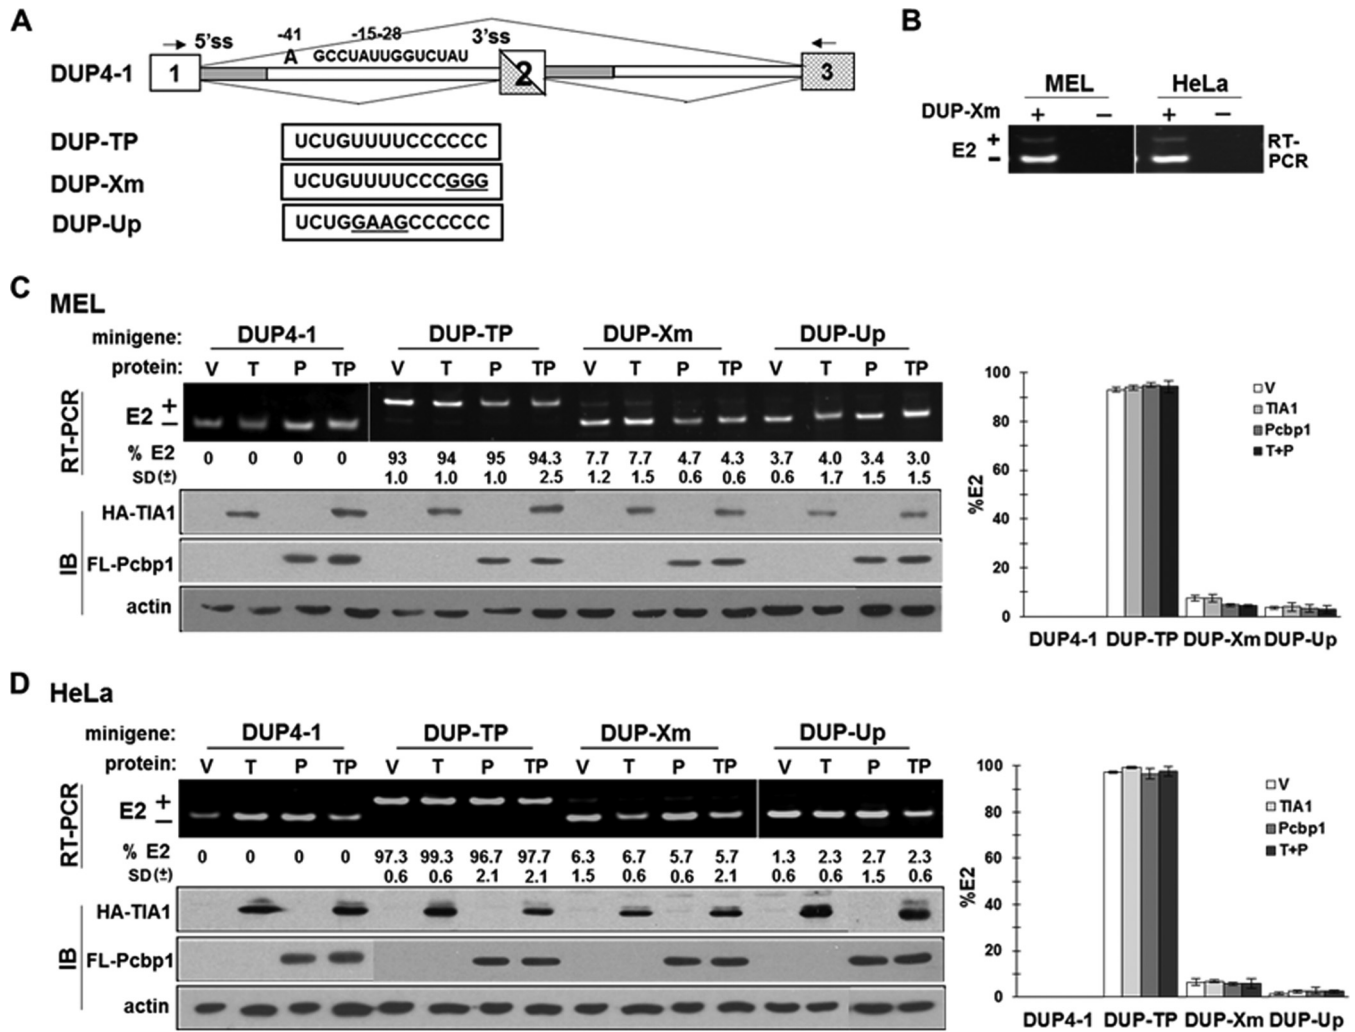 A
5'ss
-41
-15-28
3'ss
A
GCCUAUUGGUCUAU
DUP4-1
1
2
3
DUP-TP
UCUGUUUUCCCCCC
DUP-Xm
UCUGUUUUCCCGGG
DUP-Up
UCUGGAAGCCCCCC
B
MEL HeLa
DUP-Xm + – + –
E2 + –
RT-
PCR
C
MEL
minigene: DUP4-1 DUP-TP DUP-Xm DUP-Up
protein: V T P TP V T P TP V T P TP V T P TP
RT-PCR
E2 + –
% E2 0 0 0 0 93 94 95 94.3 7.7 7.7 4.7 4.3 3.7 4.0 3.4 3.0
SD(±) 1.0 1.0 1.0 2.5 1.2 1.5 0.6 0.6 0.6 1.7 1.5 1.5
IB
HA-TIA1
FL-Pcbp1
actin
%E2
100
80
60
40
20
0
V
TIA1
Pcbp1
T+P
DUP4-1 DUP-TP DUP-Xm DUP-Up
D
HeLa
minigene: DUP4-1 DUP-TP DUP-Xm DUP-Up
protein: V T P TP V T P TP V T P TP V T P TP
RT-PCR
E2 + –
% E2 0 0 0 0 97.3 99.3 96.7 97.7 6.3 6.7 5.7 5.7 1.3 2.3 2.7 2.3
SD(±) 0.6 0.6 2.1 2.1 1.5 0.6 0.6 2.1 0.6 0.6 1.5 0.6
IB
HA-TIA1
FL-Pcbp1
actin
%E2
100
80
60
40
20
0
V
TIA1
Pcbp1
T+P
DUP4-1 DUP-TP DUP-Xm DUP-Up